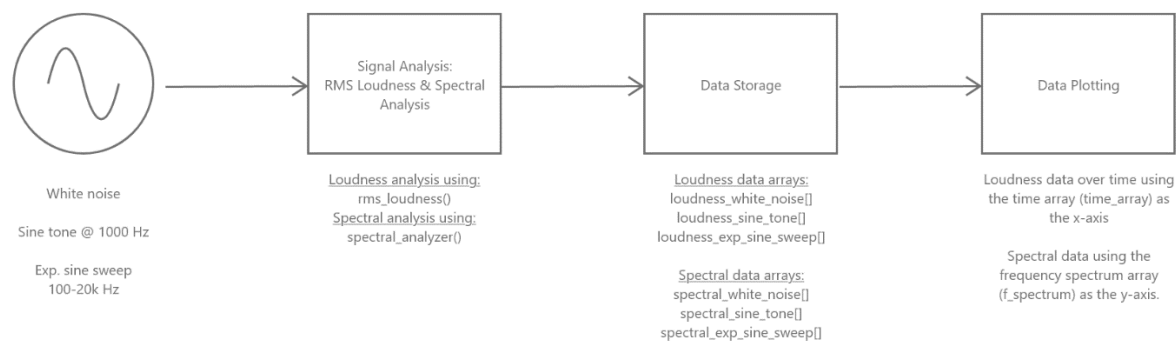 White noise
Sine tone @ 1000 Hz
Exp. sine sweep
100-20k Hz
Signal Analysis:
RMS Loudness & Spectral
Analysis
Loudness analysis using:
rms_loudness()
Spectral analysis using:
spectral_analyzer()
Data Storage
Loudness data arrays:
loudness_white_noise[]
loudness_sine_tone[]
loudness_exp_sine_sweep[]
Spectral data arrays:
spectral_white_noise[]
spectral_sine_tone[]
spectral_exp_sine_sweep[]
Data Plotting
Loudness data over time using
the time array (time_array) as
the x-axis
Spectral data using the
frequency spectrum array
(f_spectrum) as the y-axis.